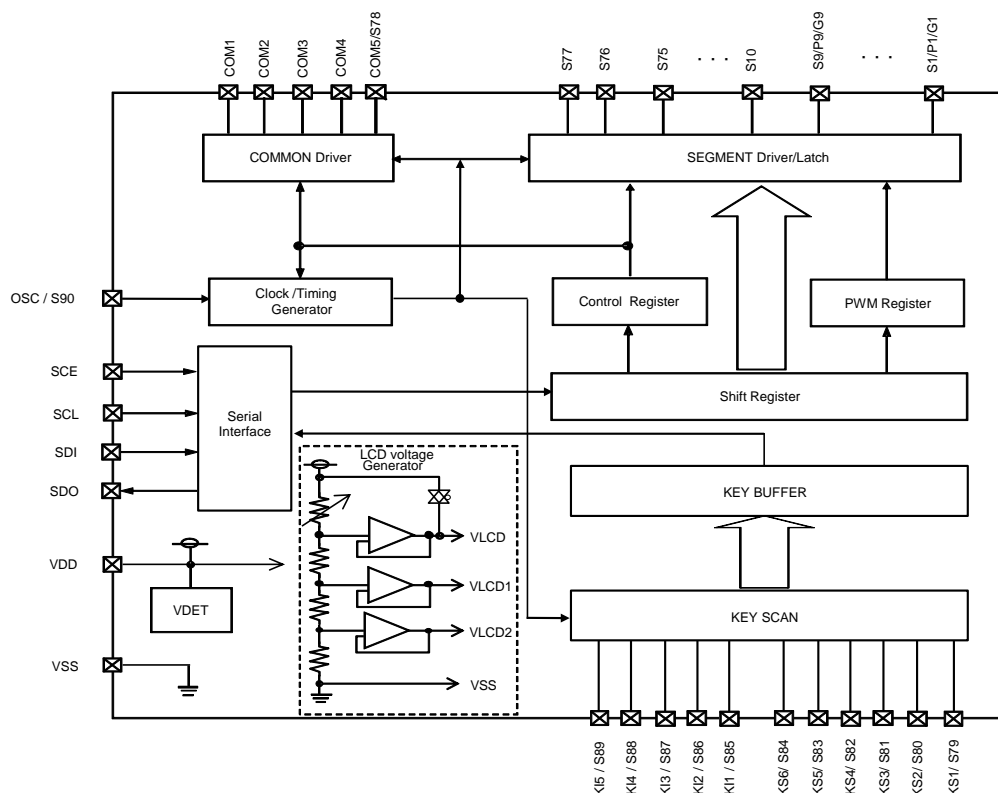 COM1
COM2
COM3
COM4
COM5/S78
S77
S76
S75
. . .
S10
S9/P9/G9
. . .
S1/P1/G1
COMMON Driver
SEGMENT Driver/Latch
OSC / S90
Clock /Timing
Generator
Control Register
PWM Register
SCE
SCL
SDI
SDO
Serial
Interface
Shift Register
LCD voltage
Generator
KEY BUFFER
VLCD
VDD
VDET
VLCD1
VLCD2
KEY SCAN
VSS
VSS
KI5 / S89
KI4 / S88
KI3 / S87
KI2 / S86
KI1 / S85
KS6/ S84
KS5/ S83
KS4/ S82
KS3/ S81
KS2/ S80
KS1/ S79